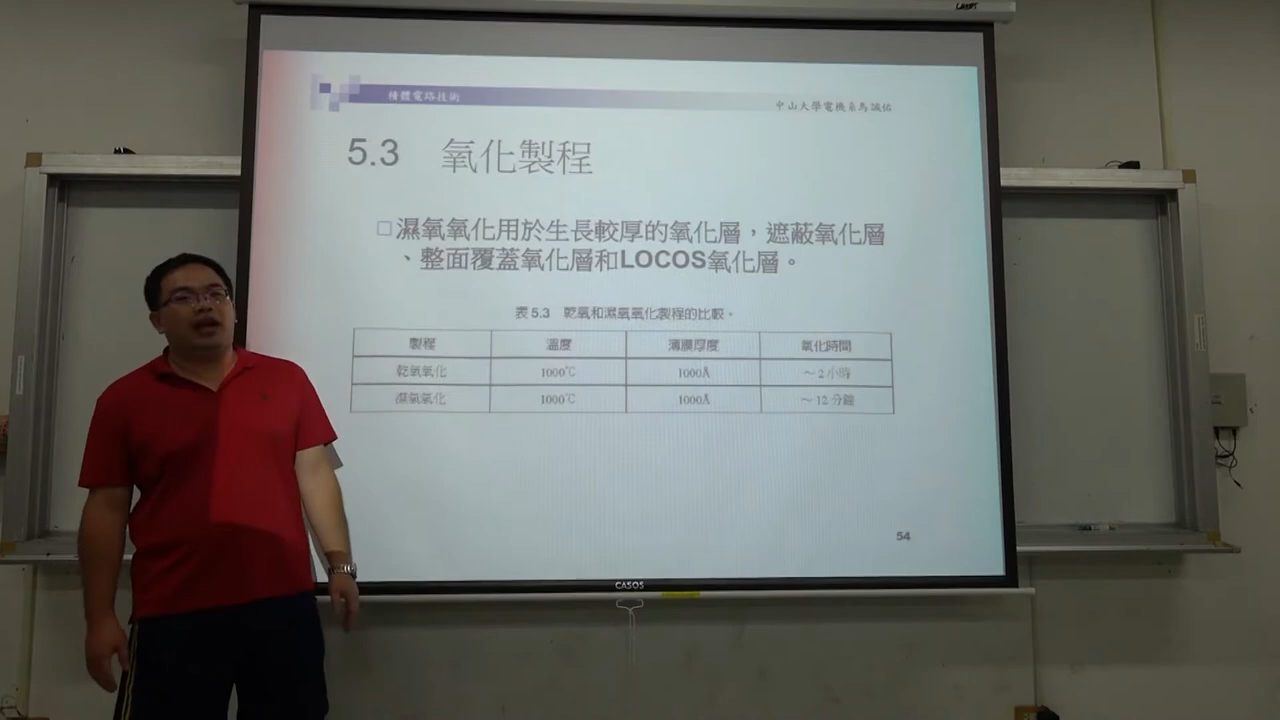 積體電路技術
中山大學電機系馬誠佑
5.3 氧化製程
□濕氧氧化用於生長較厚的氧化層，遮蔽氧化層
、整面覆蓋氧化層和LOCOS氧化層。
表5.3 乾氧和濕氧氧化製程的比較。
製程 溫度 薄膜厚度 氧化時間
乾氧氧化 1000℃ 1000Å ～2小時
濕氧氧化 1000℃ 1000Å ～12分鐘
54
CASOS